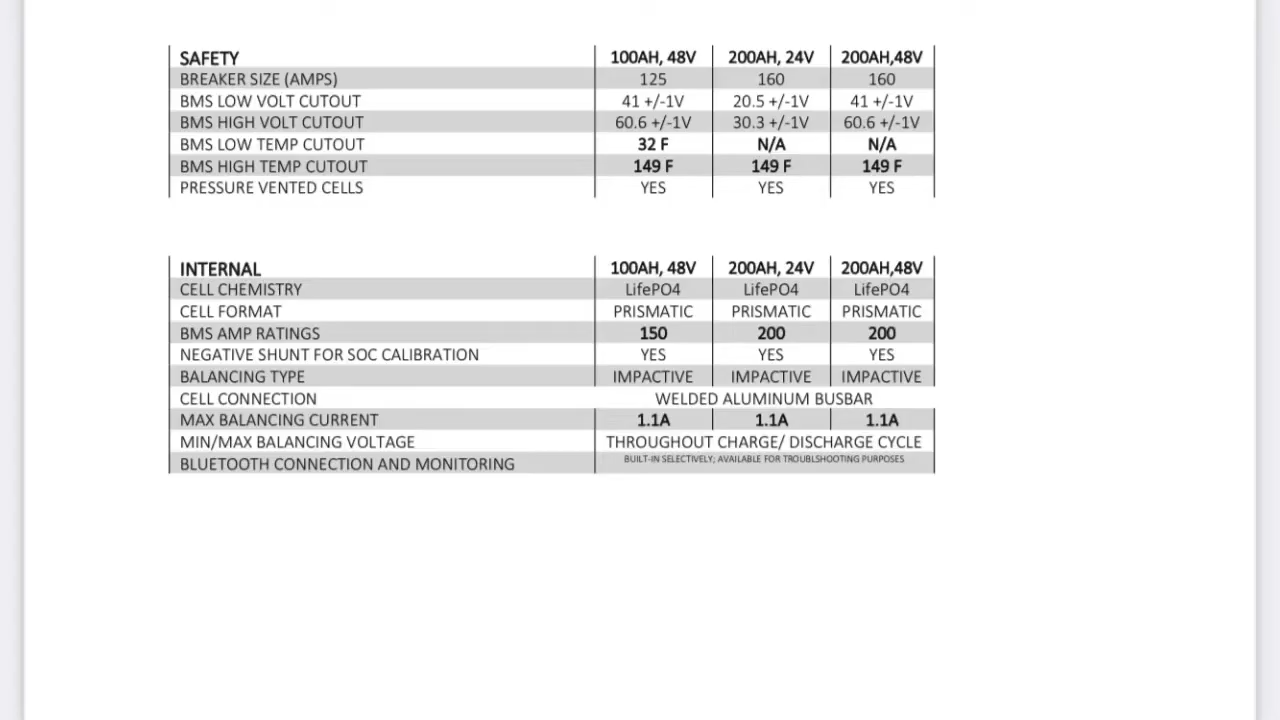 SAFETY 100AH, 48V 200AH, 24V 200AH,48V
BREAKER SIZE (AMPS) 125 160 160
BMS LOW VOLT CUTOUT 41 +/-1V 20.5 +/-1V 41 +/-1V
BMS HIGH VOLT CUTOUT 60.6 +/-1V 30.3 +/-1V 60.6 +/-1V
BMS LOW TEMP CUTOUT 32 F N/A N/A
BMS HIGH TEMP CUTOUT 149 F 149 F 149 F
PRESSURE VENTED CELLS YES YES YES
INTERNAL 100AH, 48V 200AH, 24V 200AH,48V
CELL CHEMISTRY LifePO4 LifePO4 LifePO4
CELL FORMAT PRISMATIC PRISMATIC PRISMATIC
BMS AMP RATINGS 150 200 200
NEGATIVE SHUNT FOR SOC CALIBRATION YES YES YES
BALANCING TYPE IMPACTIVE IMPACTIVE IMPACTIVE
CELL CONNECTION WELDED ALUMINUM BUSBAR
MAX BALANCING CURRENT 1.1A 1.1A 1.1A
MIN/MAX BALANCING VOLTAGE THROUGHOUT CHARGE/ DISCHARGE CYCLE
BLUETOOTH CONNECTION AND MONITORING BUILT-IN SELECTIVELY; AVAILABLE FOR TROUBLSHOOTING PURPOSES